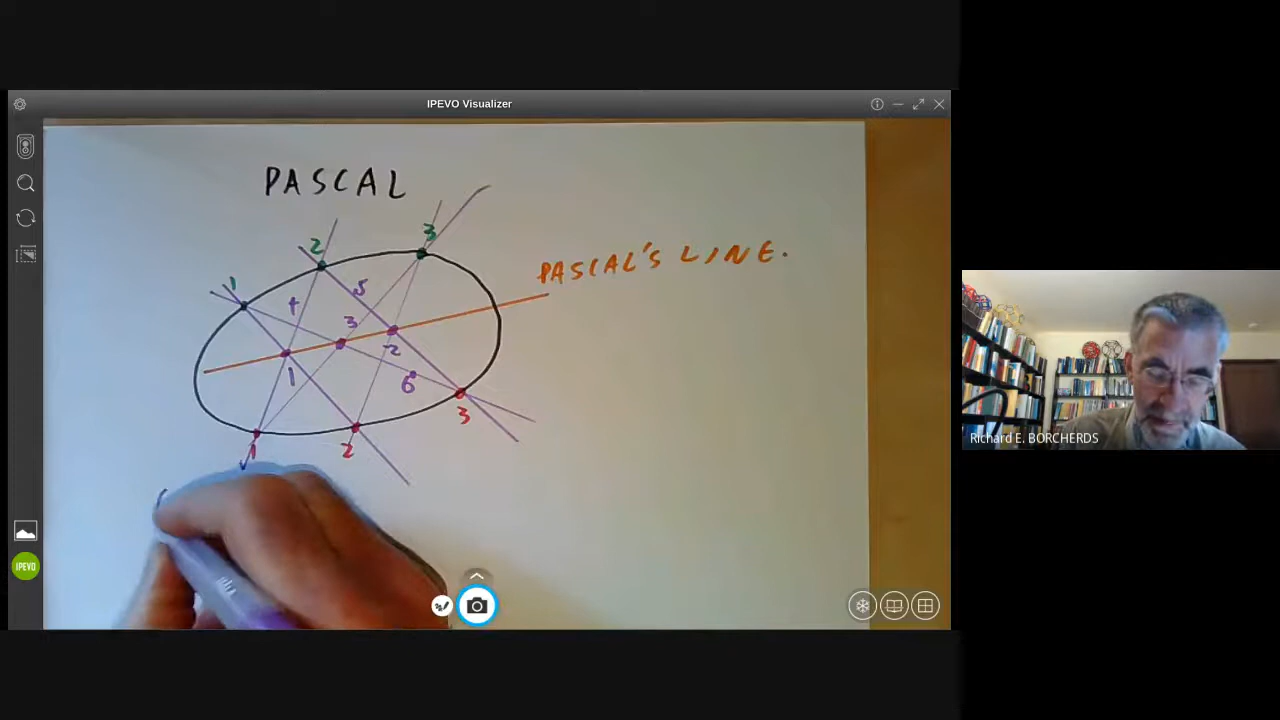 IPEVO Visualizer
PASCAL
PASCAL'S LINE.
1
2
3
4
5
3
2
1
6
1
2
3
Richard E. BORCHERDS
IPEVO